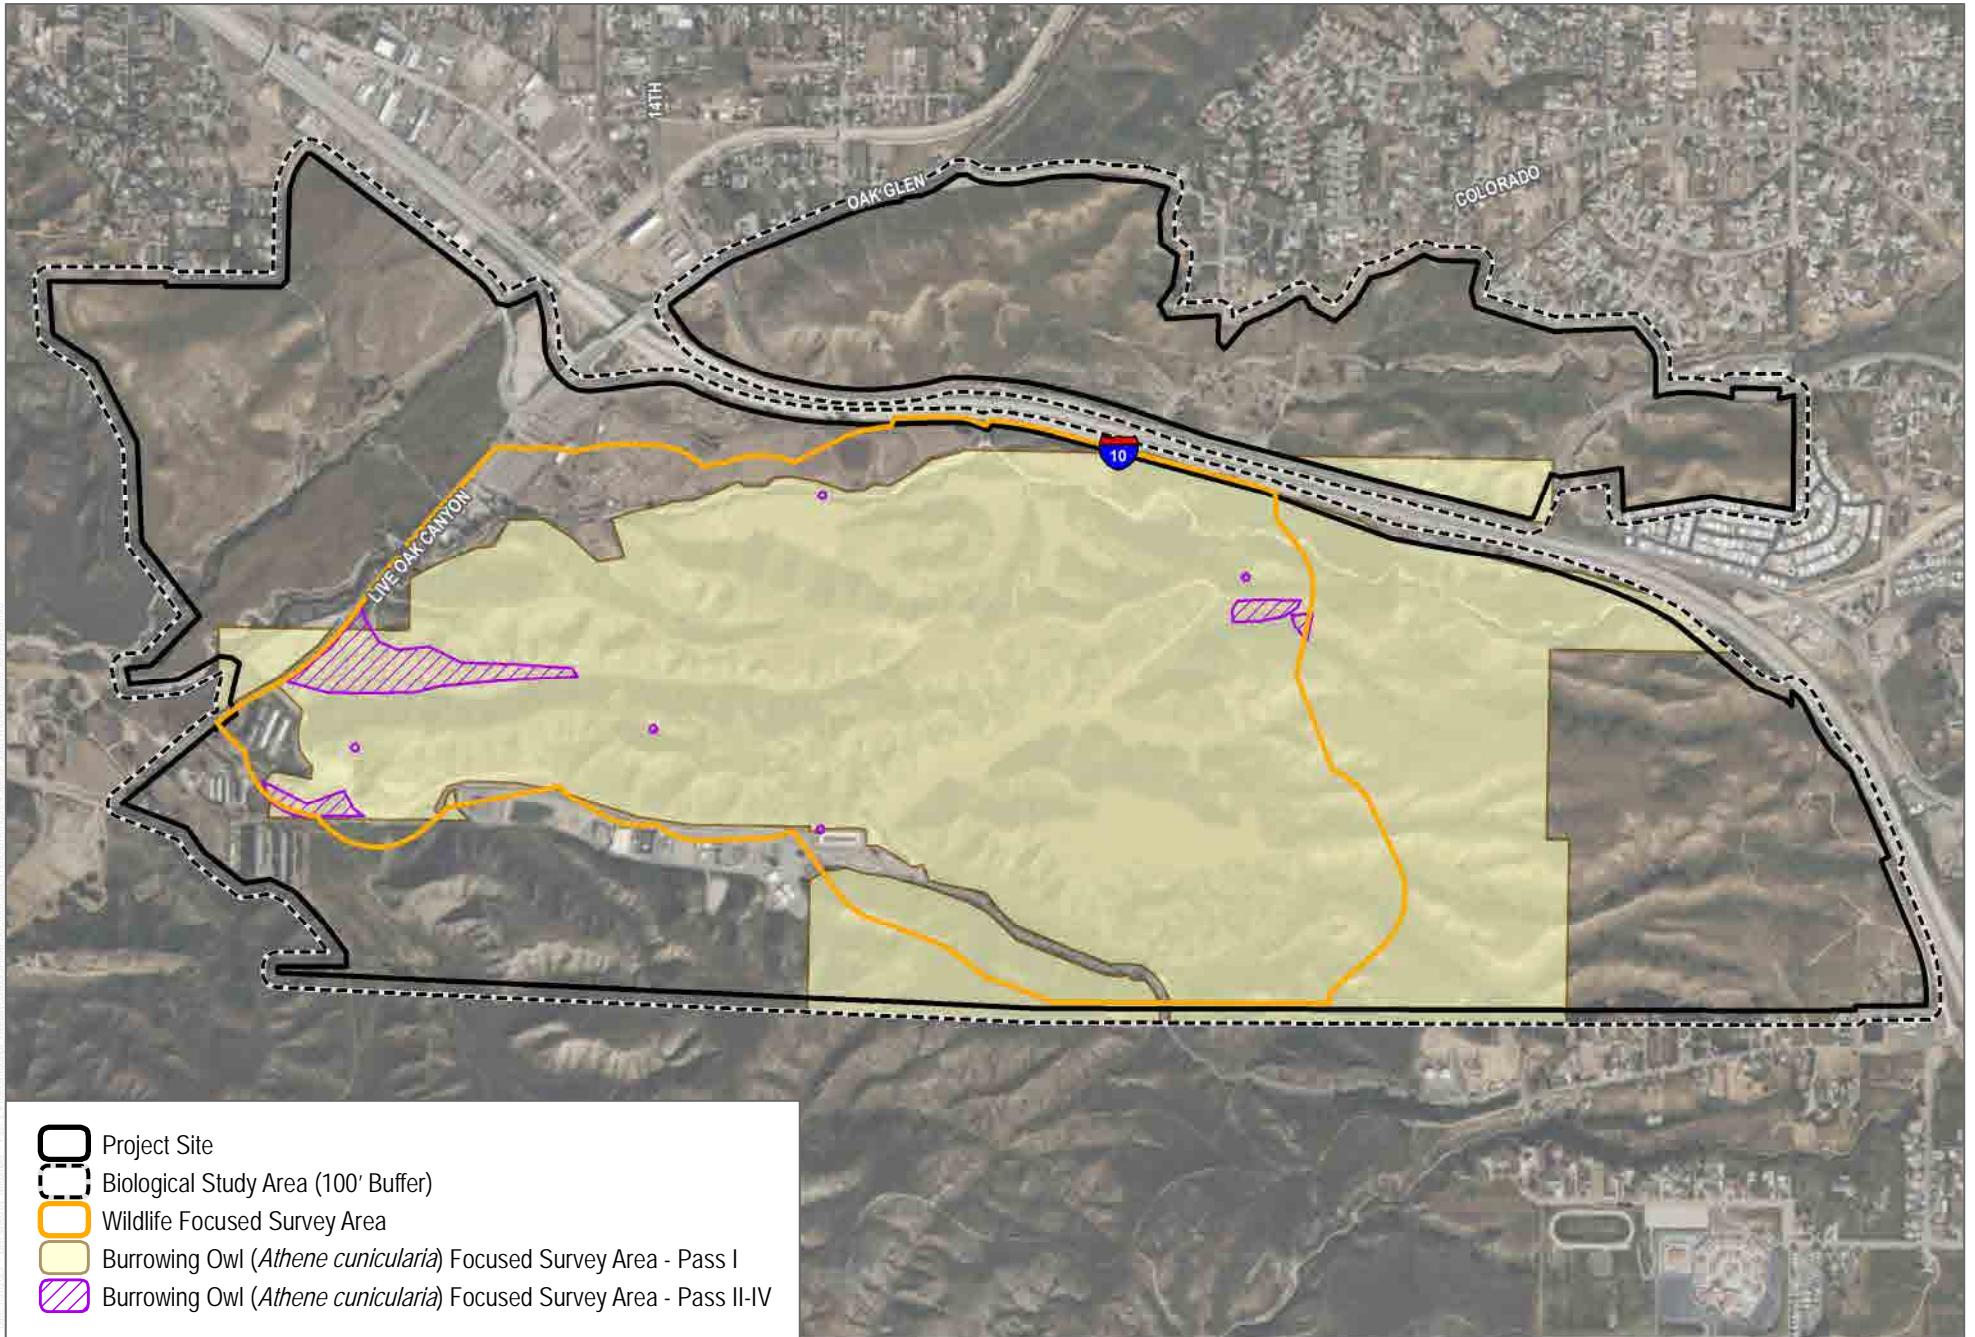 14TH
OAK GLEN
COLORADO
10
LIVE OAK CANYON
Project Site
Biological Study Area (100' Buffer)
Wildlife Focused Survey Area
Burrowing Owl (Athene cunicularia) Focused Survey Area - Pass I
Burrowing Owl (Athene cunicularia) Focused Survey Area - Pass II-IV